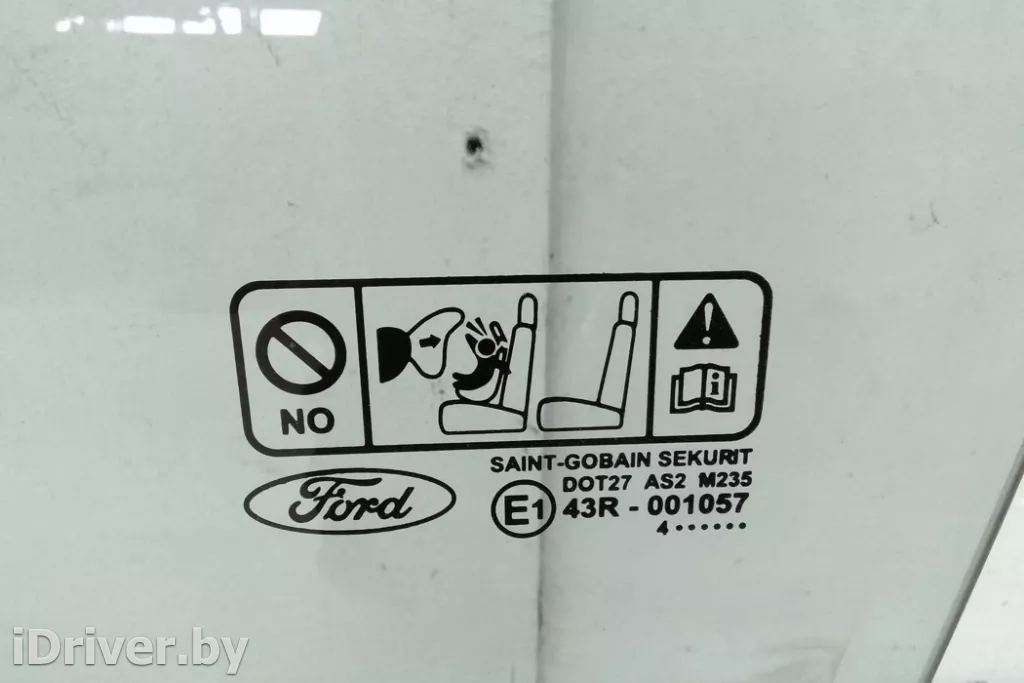 NO
Ford
SAINT-GOBAIN SEKURIT
DOT27 AS2 M235
E1 43R - 001057
4 ······
iDriver.by